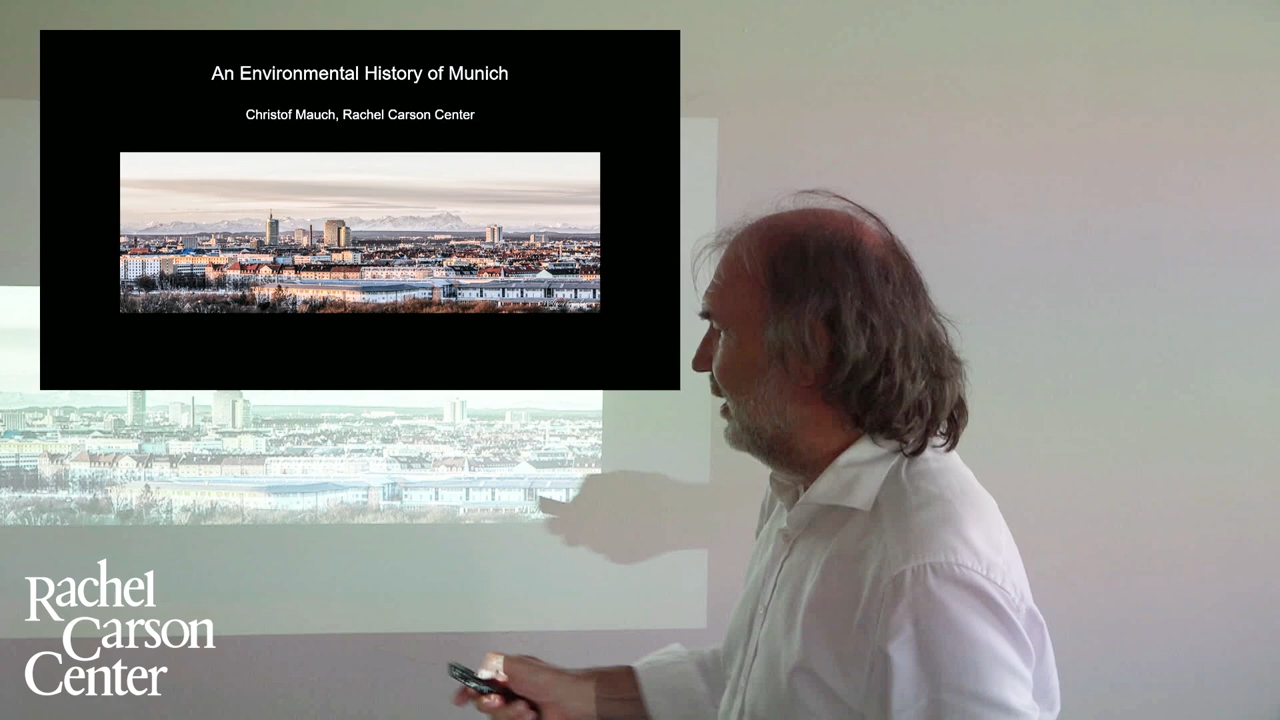 An Environmental History of Munich
Christof Mauch, Rachel Carson Center
Rachel
Carson
Center